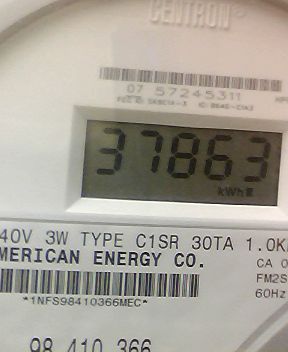 CENTRON®
07 57245311
37863
kWh
40V 3W TYPE C1SR 30TA 1.0K
MERICAN ENERGY CO.
CA 0
FM2S
*1NFS98410366MEC*
60Hz
98 410 366